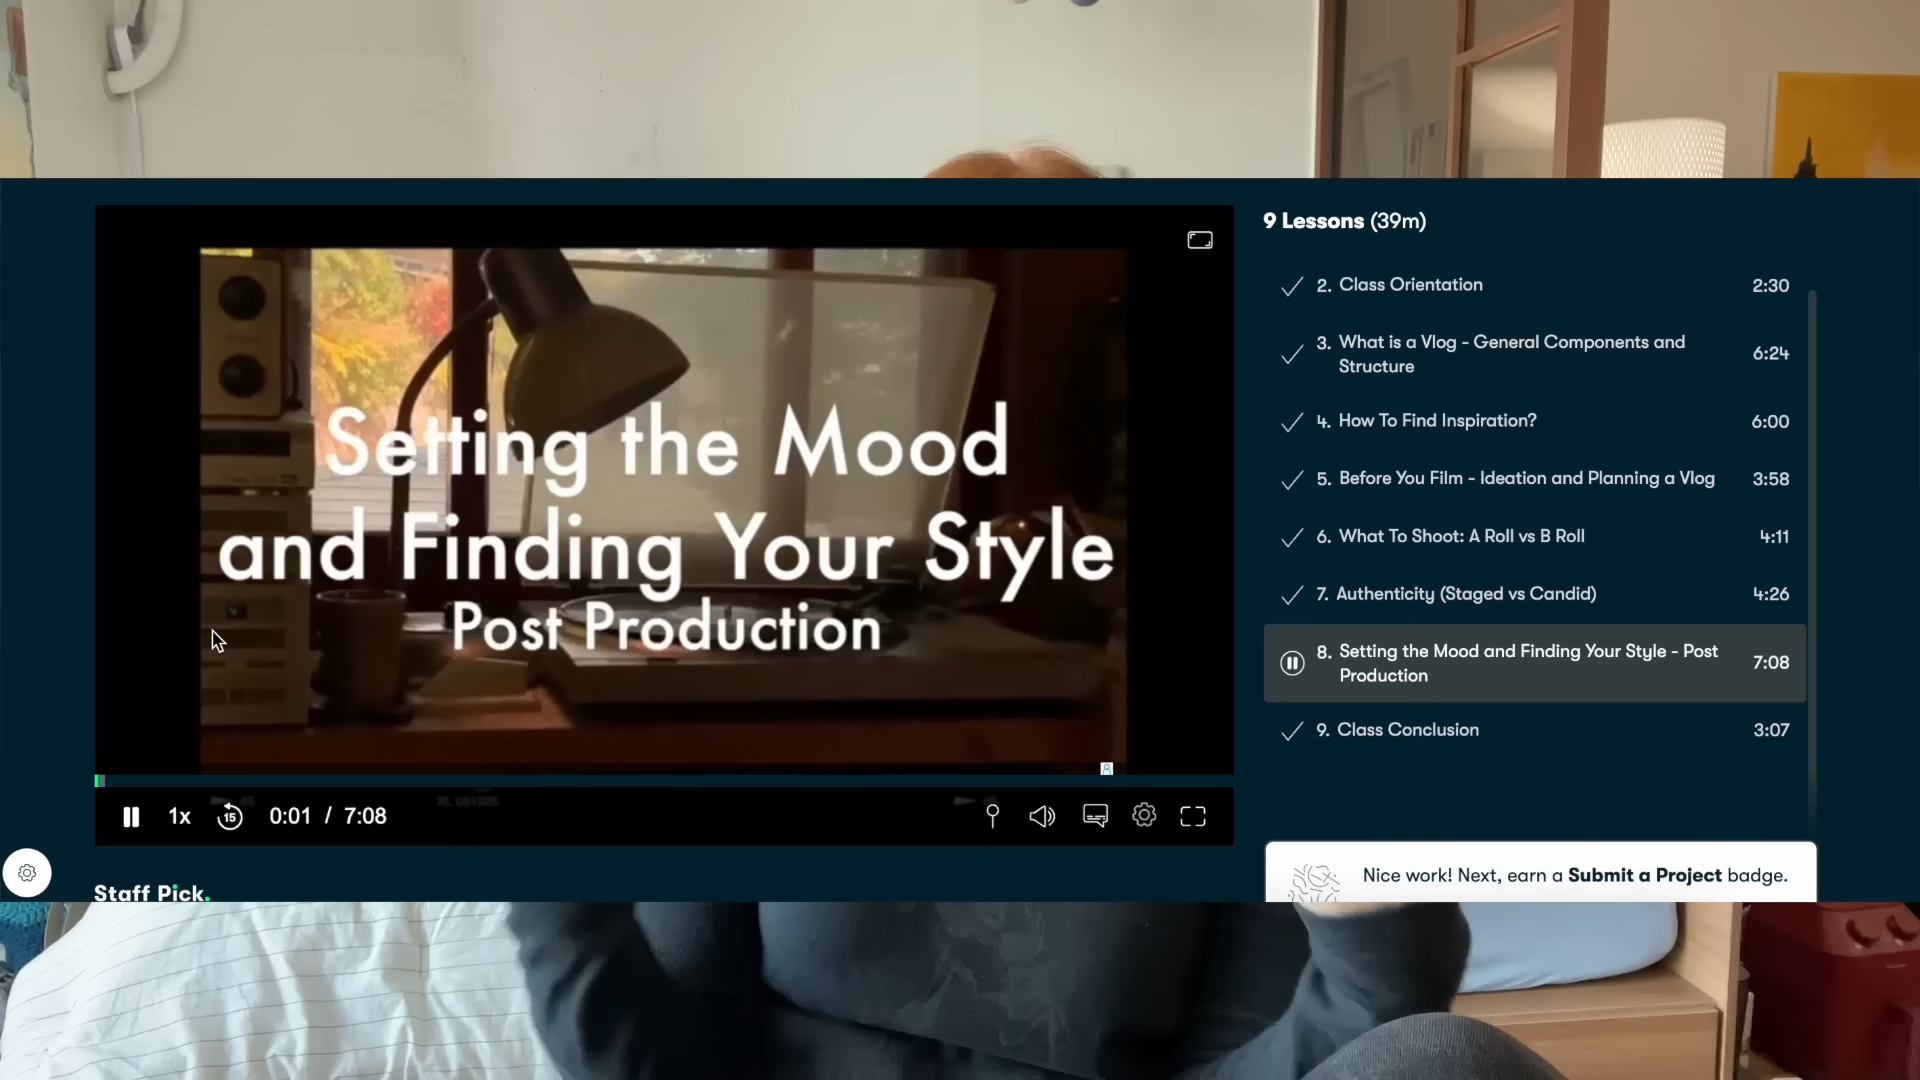 Setting the Mood
and Finding Your Style
Post Production
1x
15
0:01 / 7:08
Staff Pick.
9 Lessons (39m)
2. Class Orientation 2:30
3. What is a Vlog - General Components and
Structure 6:24
4. How To Find Inspiration? 6:00
5. Before You Film - Ideation and Planning a Vlog 3:58
6. What To Shoot: A Roll vs B Roll 4:11
7. Authenticity (Staged vs Candid) 4:26
8. Setting the Mood and Finding Your Style - Post
Production 7:08
9. Class Conclusion 3:07
Nice work! Next, earn a Submit a Project badge.